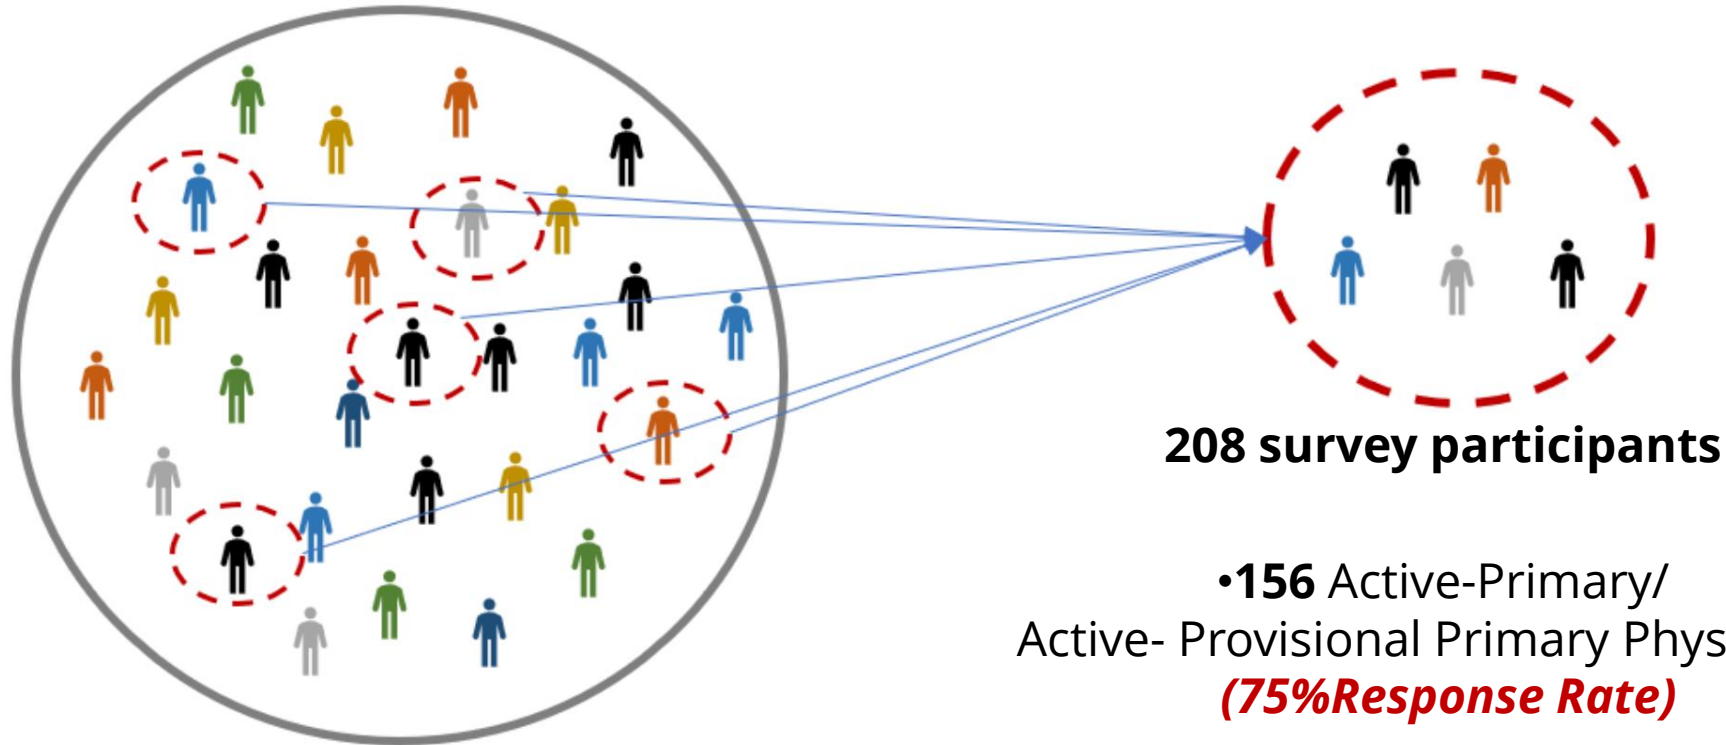 208 survey participants
•156 Active-Primary/
Active- Provisional Primary Phys
(75%Response Rate)